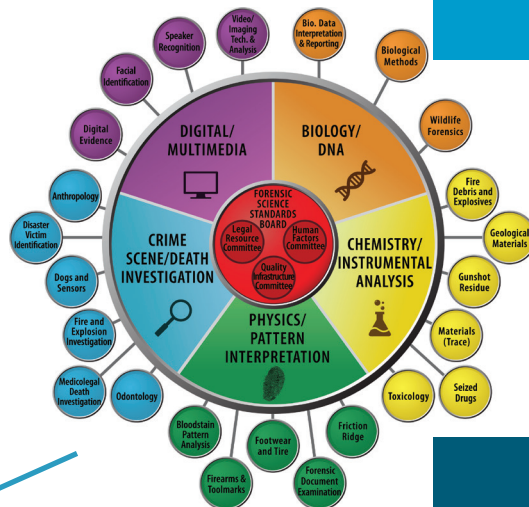 Video/
Imaging
Tech. &
Analysis
Bio. Data
Interpretation
& Reporting
Speaker
Recognition
Biological
Methods
Facial
Identification
Digital
Evidence
Wildlife
Forensics
DIGITAL/
MULTIMEDIA
BIOLOGY/
DNA
Anthropology
Disaster
Victim
Identification
Dogs and
Sensors
Fire and
Explosion
Investigation
Medicolegal
Death
Investigation
Odontology
CRIME
SCENE/DEATH
INVESTIGATION
FORENSIC
SCIENCE
STANDARDS
BOARD
Legal
Resource
Committee
Human
Factors
Committee
Quality
Infrastructure
Committee
CHEMISTRY/
INSTRUMENTAL
ANALYSIS
Fire
Debris and
Explosives
Geological
Materials
Gunshot
Residue
Materials
(Trace)
Seized
Drugs
Toxicology
PHYSICS/
PATTERN
INTERPRETATION
Bloodstain
Pattern
Analysis
Firearms &
Toolmarks
Footwear
and Tire
Forensic
Document
Examination
Friction
Ridge